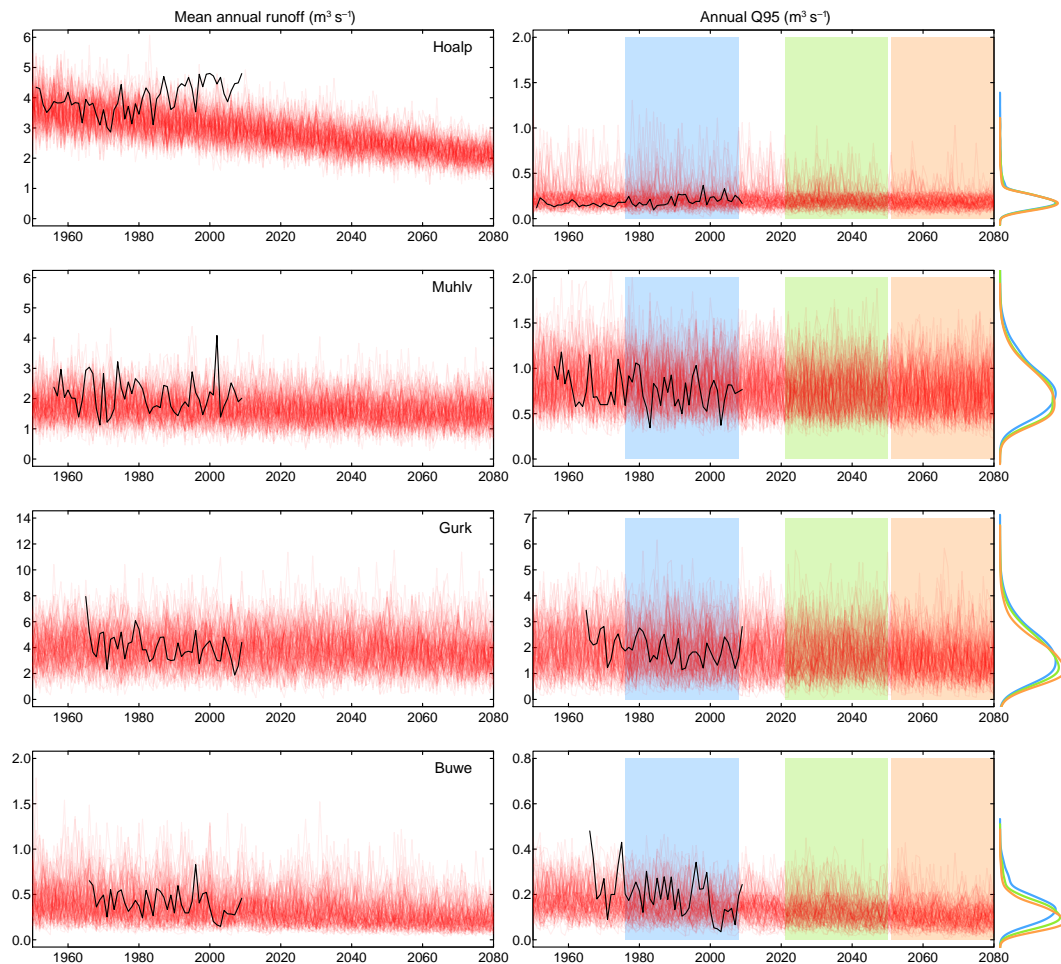 Mean annual runoff (m³ s⁻¹) Annual Q95 (m³ s⁻¹)
6 Hoalp 2.0
5
4 1.5
3 1.0
2
1 0.5
0 0.0
1960 1980 2000 2020 2040 2060 2080 1960 1980 2000 2020 2040 2060 2080
6 Muhlv 2.0
5
4 1.5
3 1.0
2
1 0.5
0 0.0
1960 1980 2000 2020 2040 2060 2080 1960 1980 2000 2020 2040 2060 2080
14 Gurk 7
12 6
10 5
8 4
6 3
4 2
2 1
0 0
1960 1980 2000 2020 2040 2060 2080 1960 1980 2000 2020 2040 2060 2080
2.0 Buwe 0.8
1.5 0.6
1.0 0.4
0.5 0.2
0.0 0.0
1960 1980 2000 2020 2040 2060 2080 1960 1980 2000 2020 2040 2060 2080